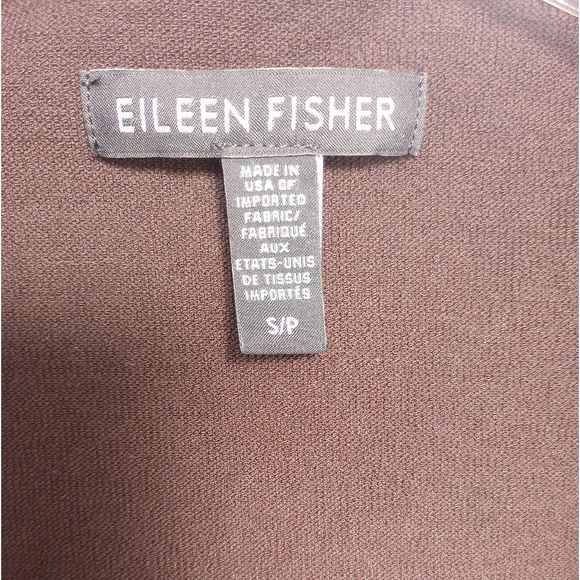 EILEEN FISHER
MADE IN
USA OF
IMPORTED
FABRIC/
FABRIQUÉ
AUX
ETATS-UNIS
DE TISSUS
IMPORTÉS
S/P